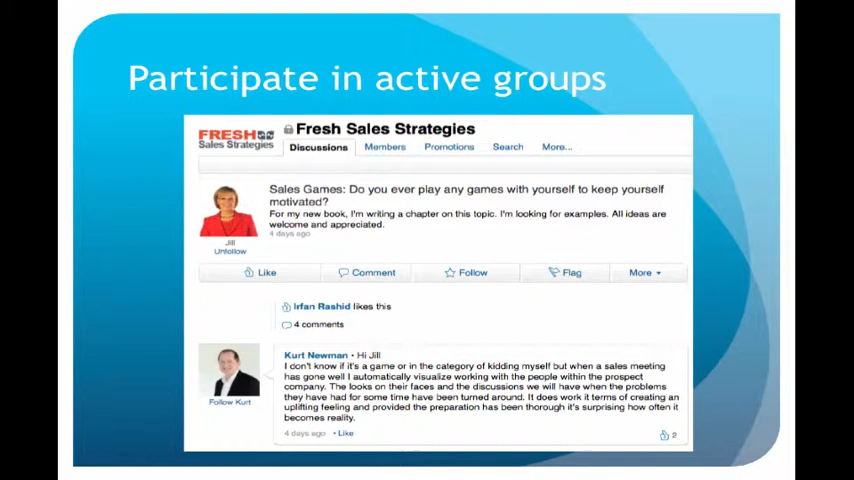 Participate in active groups
FRESH
Sales Strategies
Fresh Sales Strategies
Discussions Members Promotions Search More...
Sales Games: Do you ever play any games with yourself to keep yourself
motivated?
For my new book, I'm writing a chapter on this topic. I'm looking for examples. All ideas are
welcome and appreciated.
4 days ago
Jill
Unfollow
Like Comment Follow Flag More
Irfan Rashid likes this
4 comments
Kurt Newman • Hi Jill
I don't know if it's a game or in the category of kidding myself but when a sales meeting
has gone well I automatically visualize working with the people within the prospect
company. The looks on their faces and the discussions we will have when the problems
they have had for some time have been turned around. It does work it terms of creating an
uplifting feeling and provided the preparation has been thorough it's surprising how often it
becomes reality.
Follow Kurt
4 days ago • Like
2